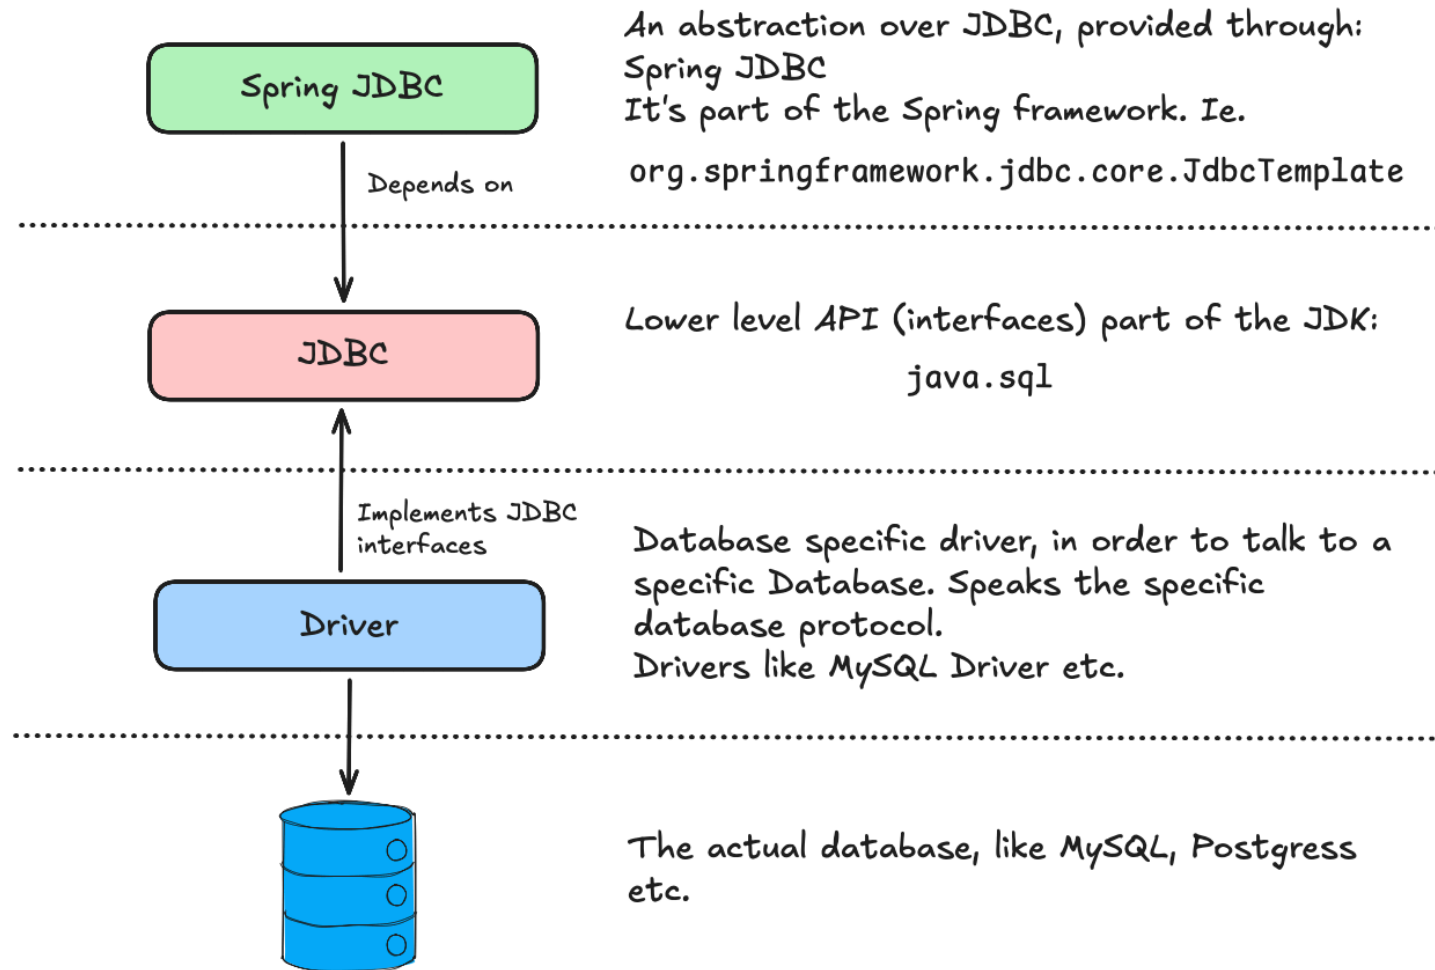 An abstraction over JDBC, provided through:
Spring JDBC
Spring JDBC
It's part of the Spring framework. Ie.
org.springframework.jdbc.core.JdbcTemplate
Depends on
Lower level API (interfaces) part of the JDK:
JDBC
java.sql
Implements JDBC
interfaces
Database specific driver, in order to talk to a
specific Database. Speaks the specific
database protocol.
Drivers like MySQL Driver etc.
Driver
The actual database, like MySQL, Postgress
etc.